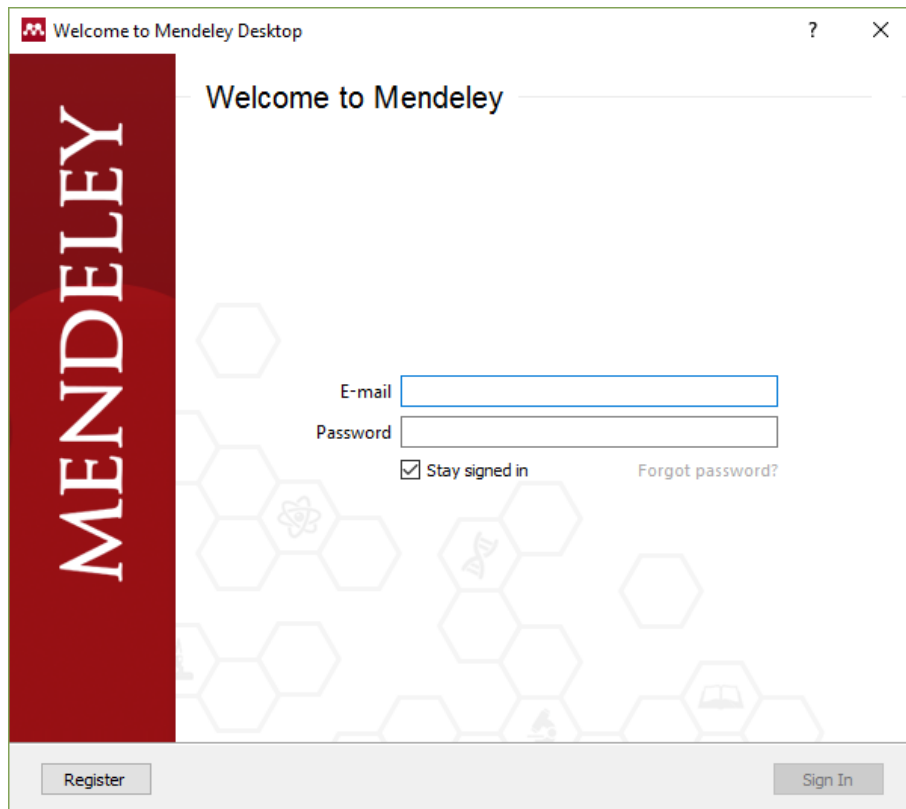 Welcome to Mendeley Desktop
?
MENDELEY
Welcome to Mendeley
E-mail
Password
Stay signed in Forgot password?
Register Sign In